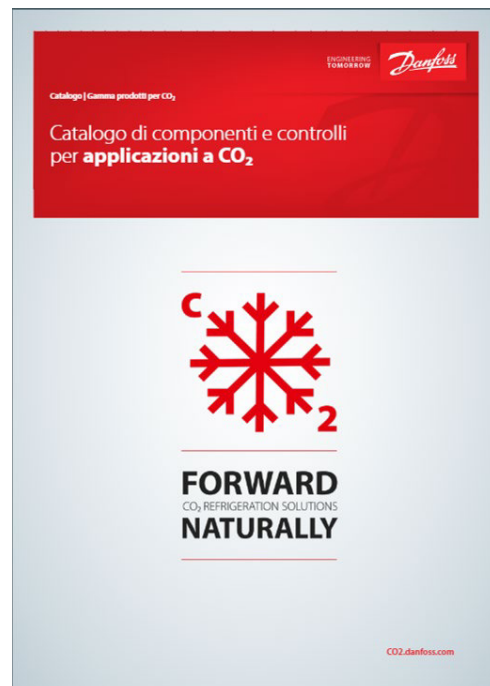 ENGINEERING
TOMORROW
Danfoss
Catalogo | Gamma prodotti per CO₂
Catalogo di componenti e controlli
per applicazioni a CO₂
C
2
FORWARD
CO₂ REFRIGERATION SOLUTIONS
NATURALLY
CO2.danfoss.com